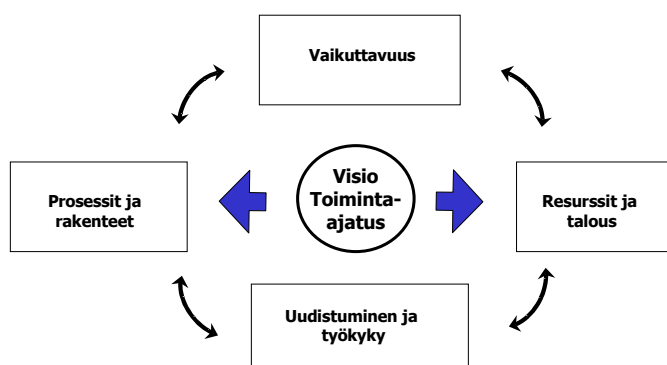 Vaikuttavuus
Prosessit ja
rakenteet
Visio
Toiminta-
ajatus
Resurssit ja
talous
Uudistuminen ja
työkyky